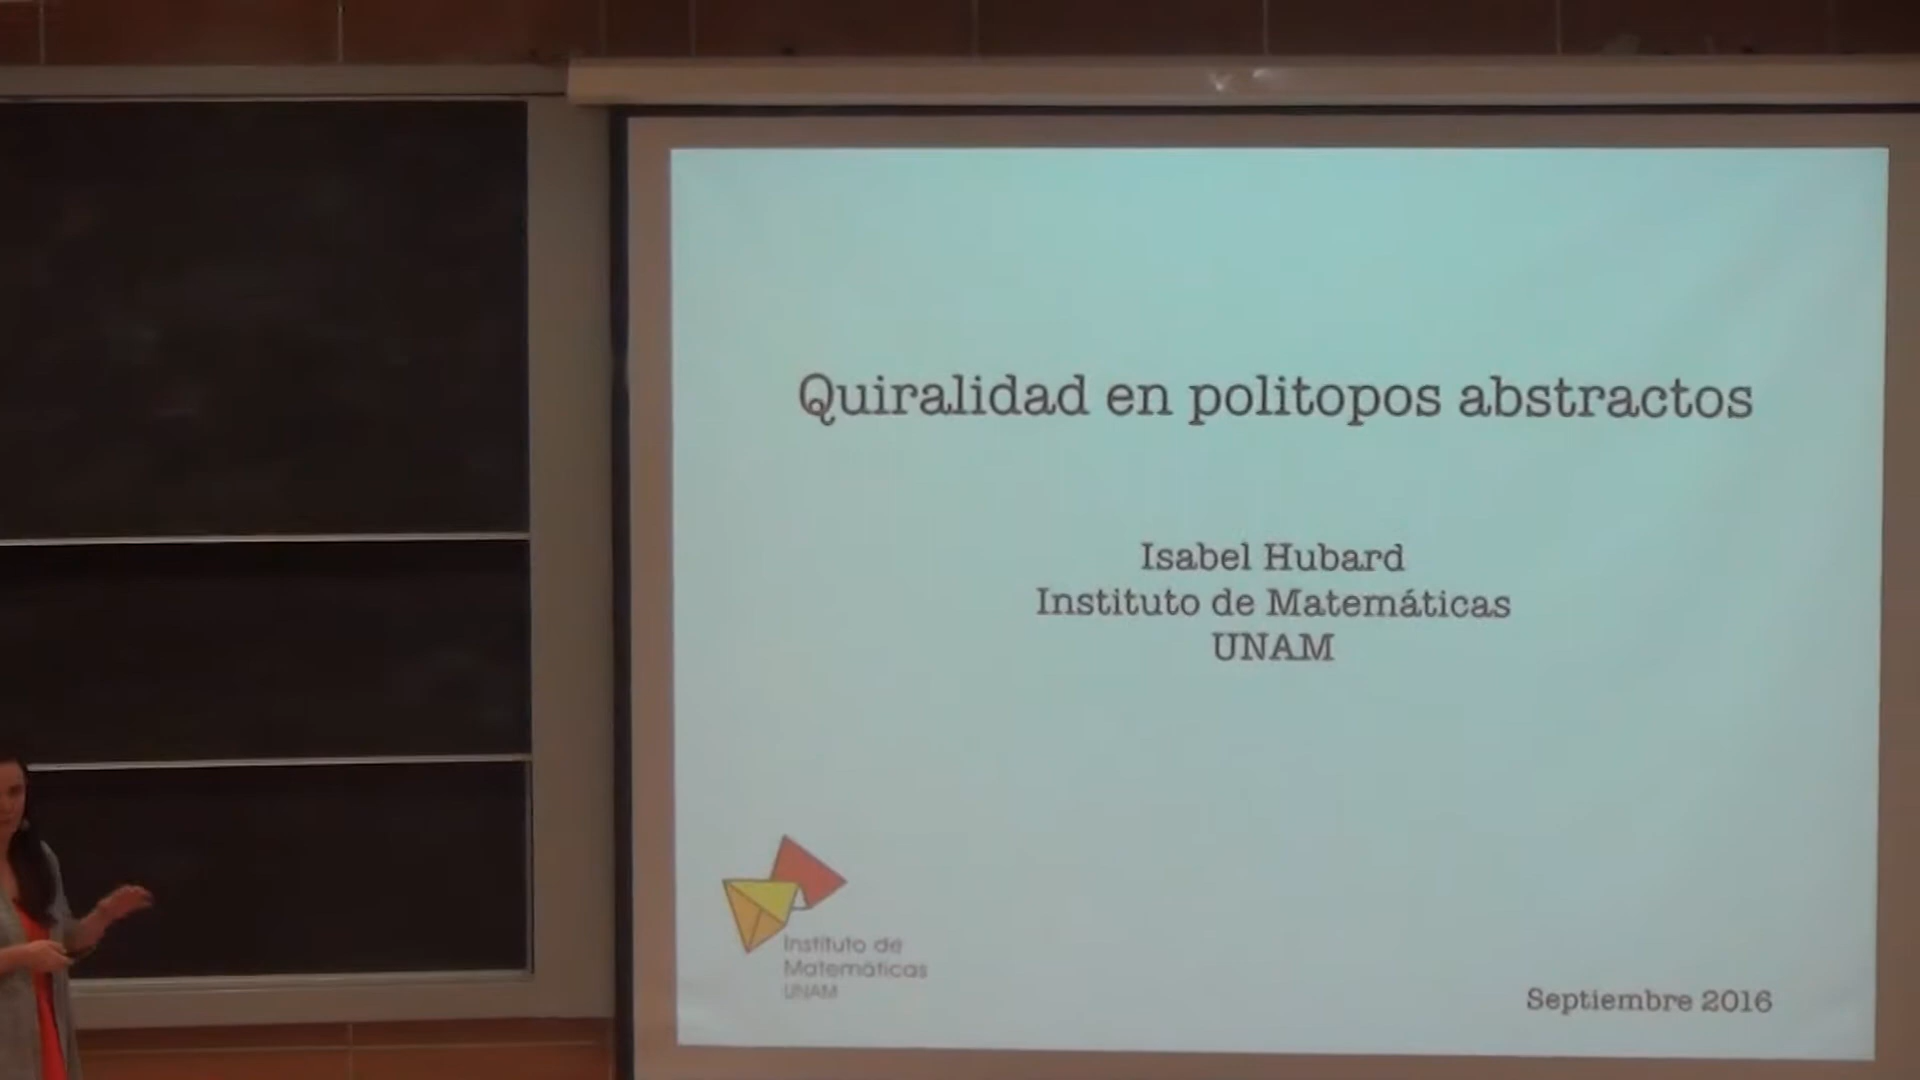 Quiralidad en politopos abstractos
Isabel Hubard
Instituto de Matemáticas
UNAM
Instituto de
Matemáticas
UNAM
Septiembre 2016